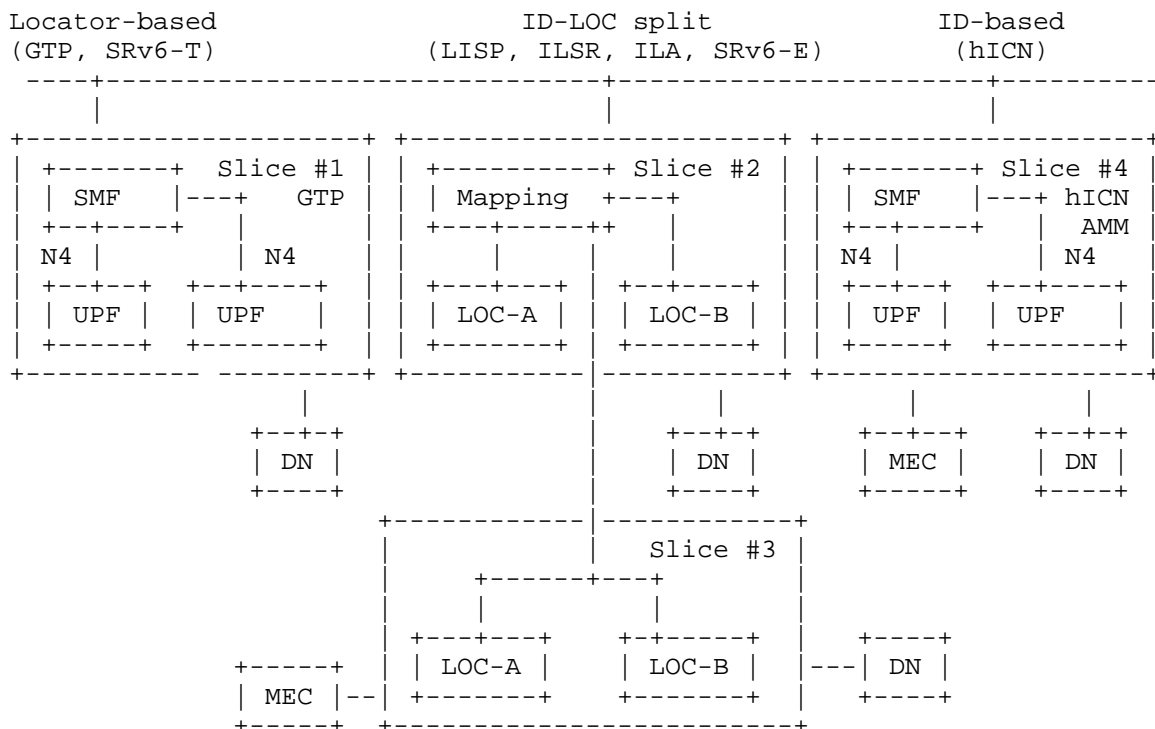 Locator-based ID-LOC split ID-based
(GTP, SRv6-T) (LISP, ILSR, ILA, SRv6-E) (hICN)
Slice #1 Slice #2 Slice #4
SMF GTP Mapping SMF hICN
AMM
N4 N4 N4 N4
UPF UPF LOC-A LOC-B UPF UPF
DN DN MEC DN
Slice #3
LOC-A LOC-B DN
MEC